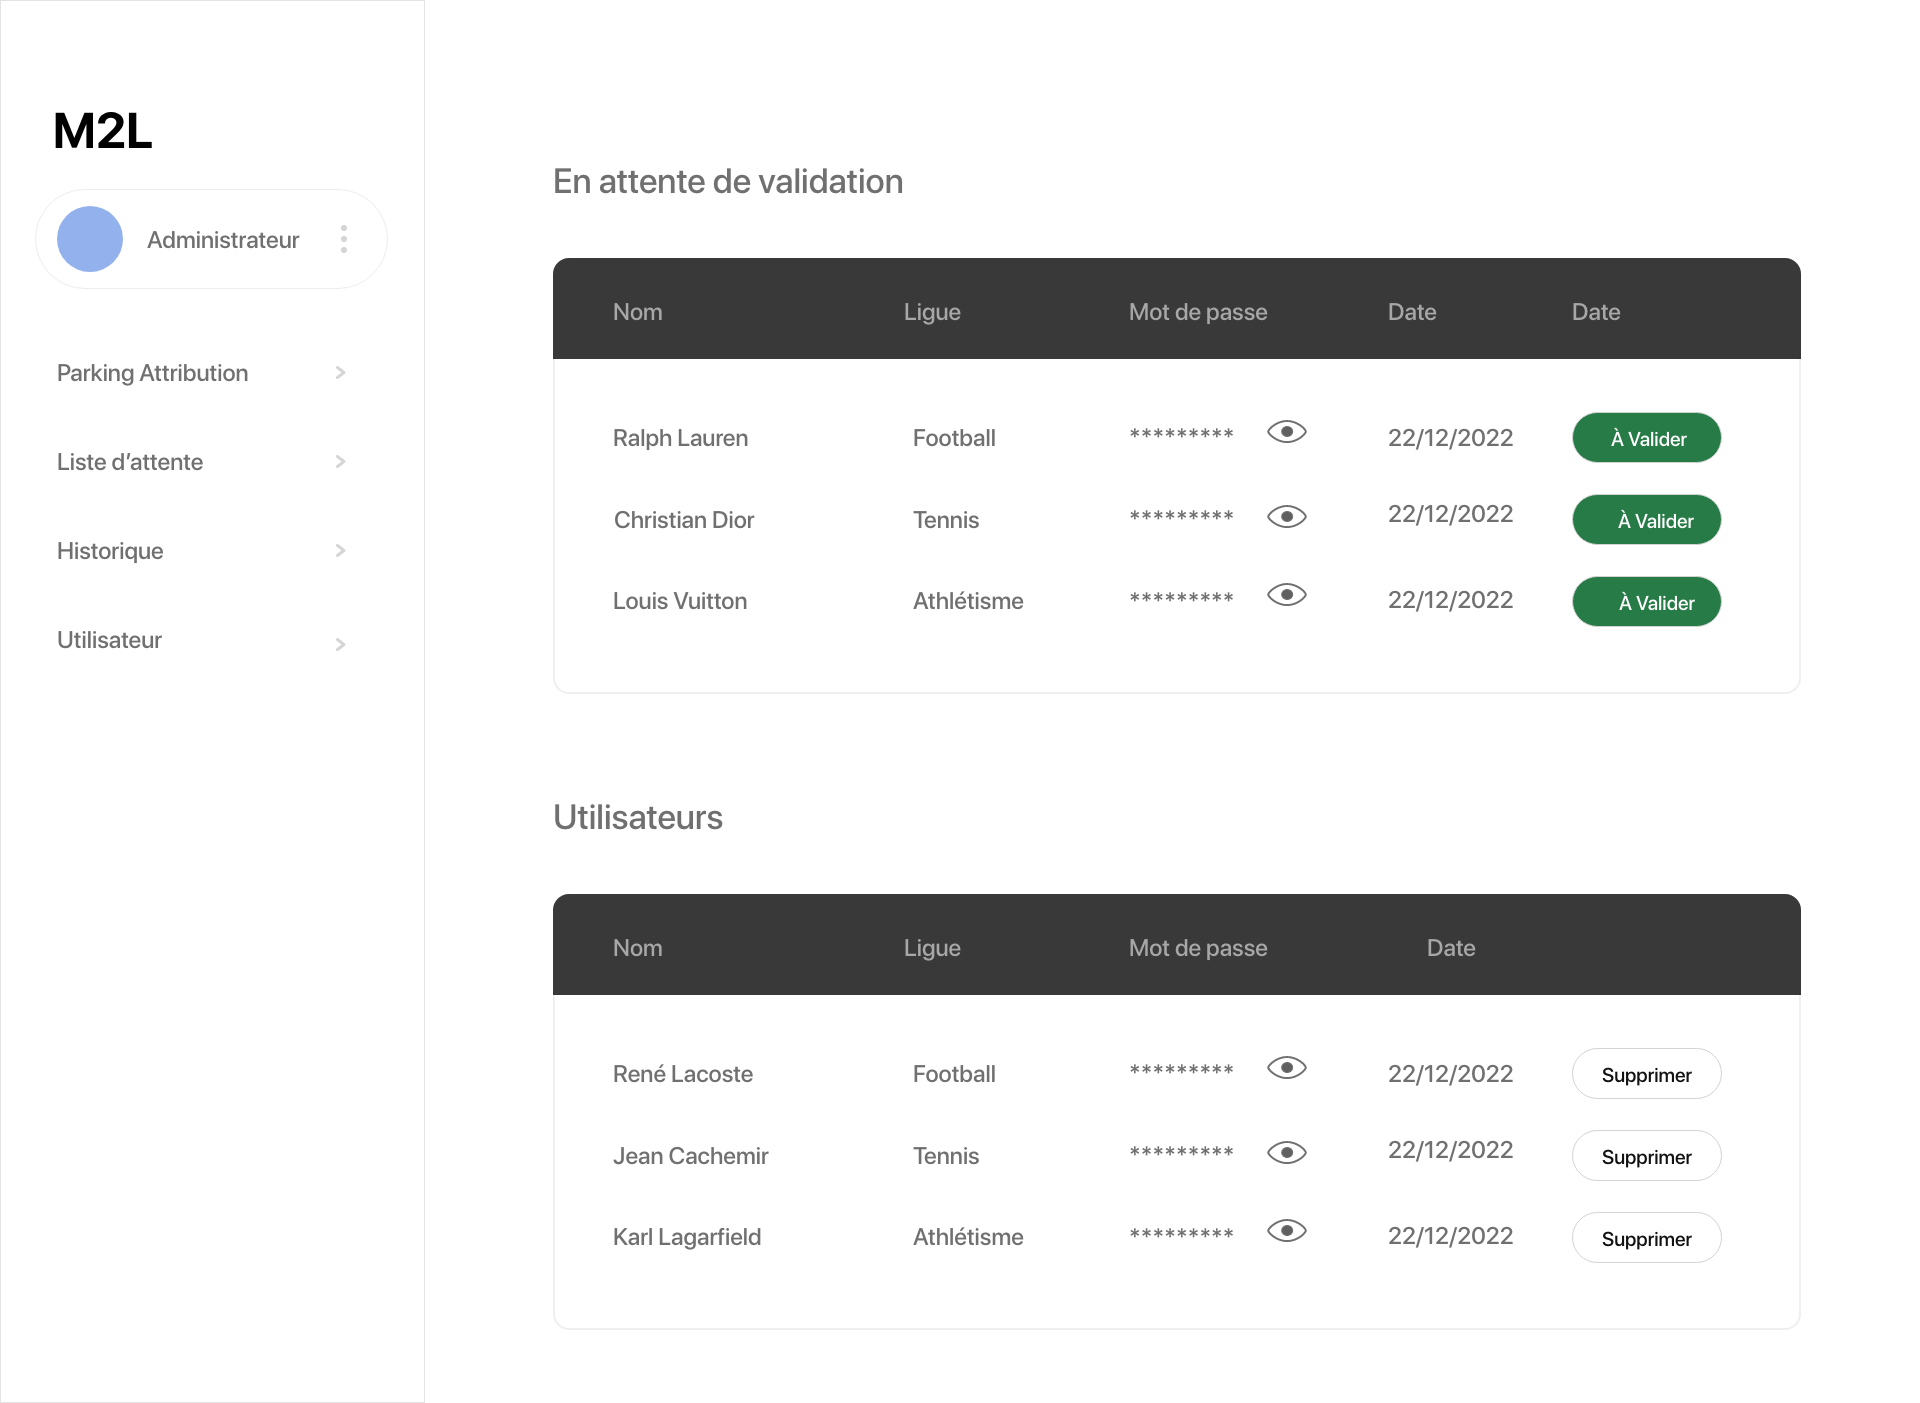 M2L
Administrateur
Parking Attribution
Liste d’attente
Historique
Utilisateur
En attente de validation
Nom Ligue Mot de passe Date Date
Ralph Lauren Football ********* 22/12/2022 À Valider
Christian Dior Tennis ********* 22/12/2022 À Valider
Louis Vuitton Athlétisme ********* 22/12/2022 À Valider
Utilisateurs
Nom Ligue Mot de passe Date
René Lacoste Football ********* 22/12/2022 Supprimer
Jean Cachemir Tennis ********* 22/12/2022 Supprimer
Karl Lagarfield Athlétisme ********* 22/12/2022 Supprimer